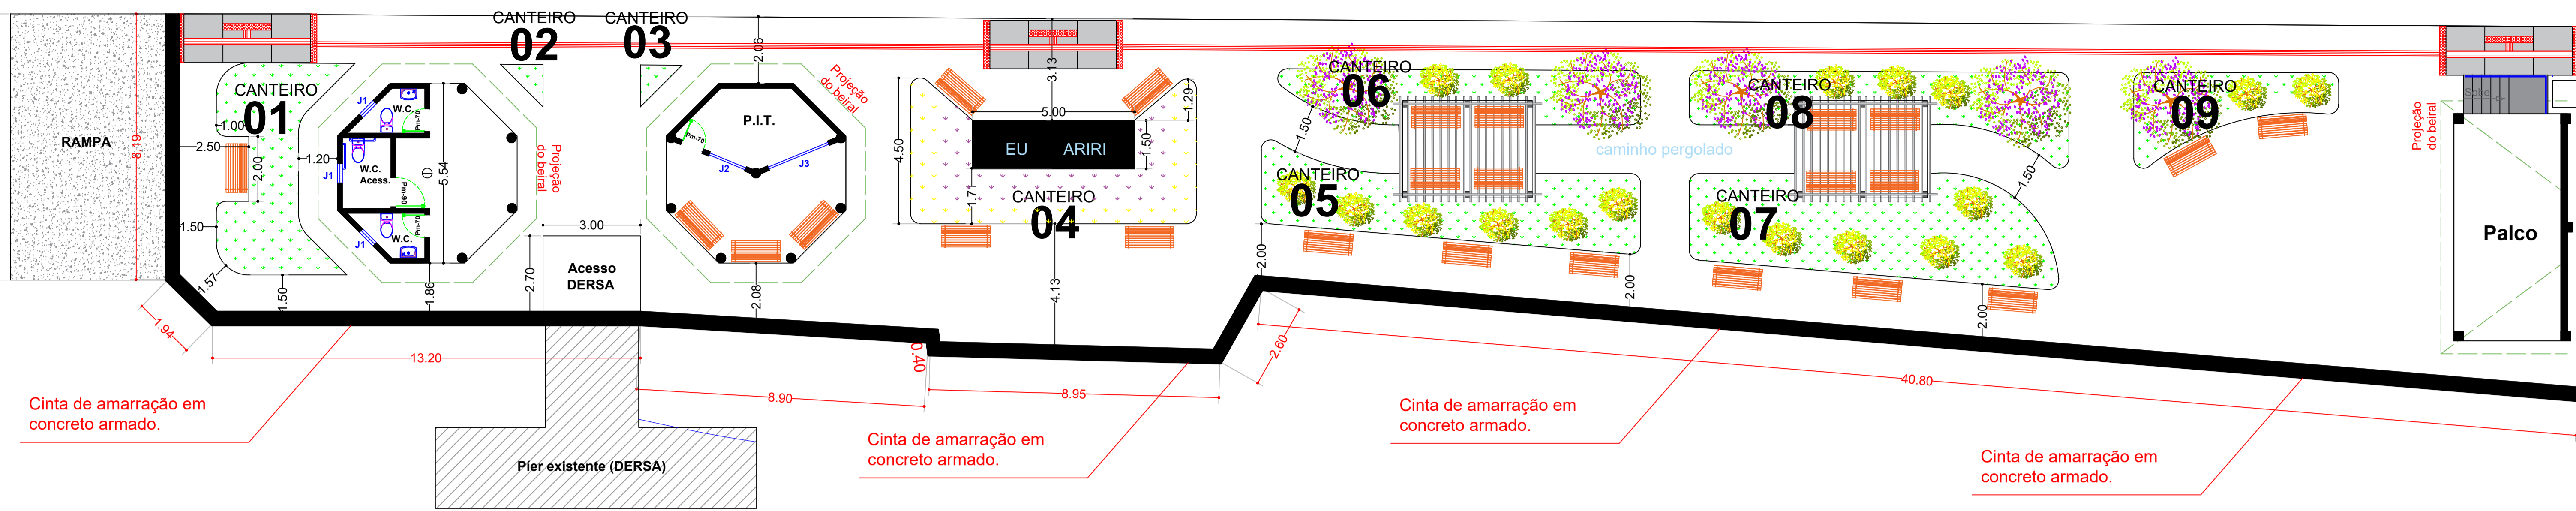 RAMPA
8.19
CANTEIRO
01
1.00
2.50
2.00
1.20
1.50
1.57
1.50
1.94
J1
W.C.
Pm-70
J1
W.C.
Acess.
Pm-90
J1
W.C.
Pm-70
5.54
1.86
Projeção
do beiral
CANTEIRO
02
CANTEIRO
03
3.00
2.70
Acesso
DERSA
13.20
Píer existente (DERSA)
2.06
Projeção
do beiral
P.I.T.
Pm-70
J2
J3
2.08
8.90
0.40
8.95
4.50
3.13
5.00
1.29
1.50
EU ARIRI
1.71
CANTEIRO
04
4.13
2.60
CANTEIRO
06
1.50
CANTEIRO
05
2.00
2.00
caminho pergolado
CANTEIRO
08
CANTEIRO
07
1.50
2.00
40.80
CANTEIRO
09
Projeção
do beiral
Sobe
Palco
Cinta de amarração em
concreto armado.
Cinta de amarração em
concreto armado.
Cinta de amarração em
concreto armado.
Cinta de amarração em
concreto armado.